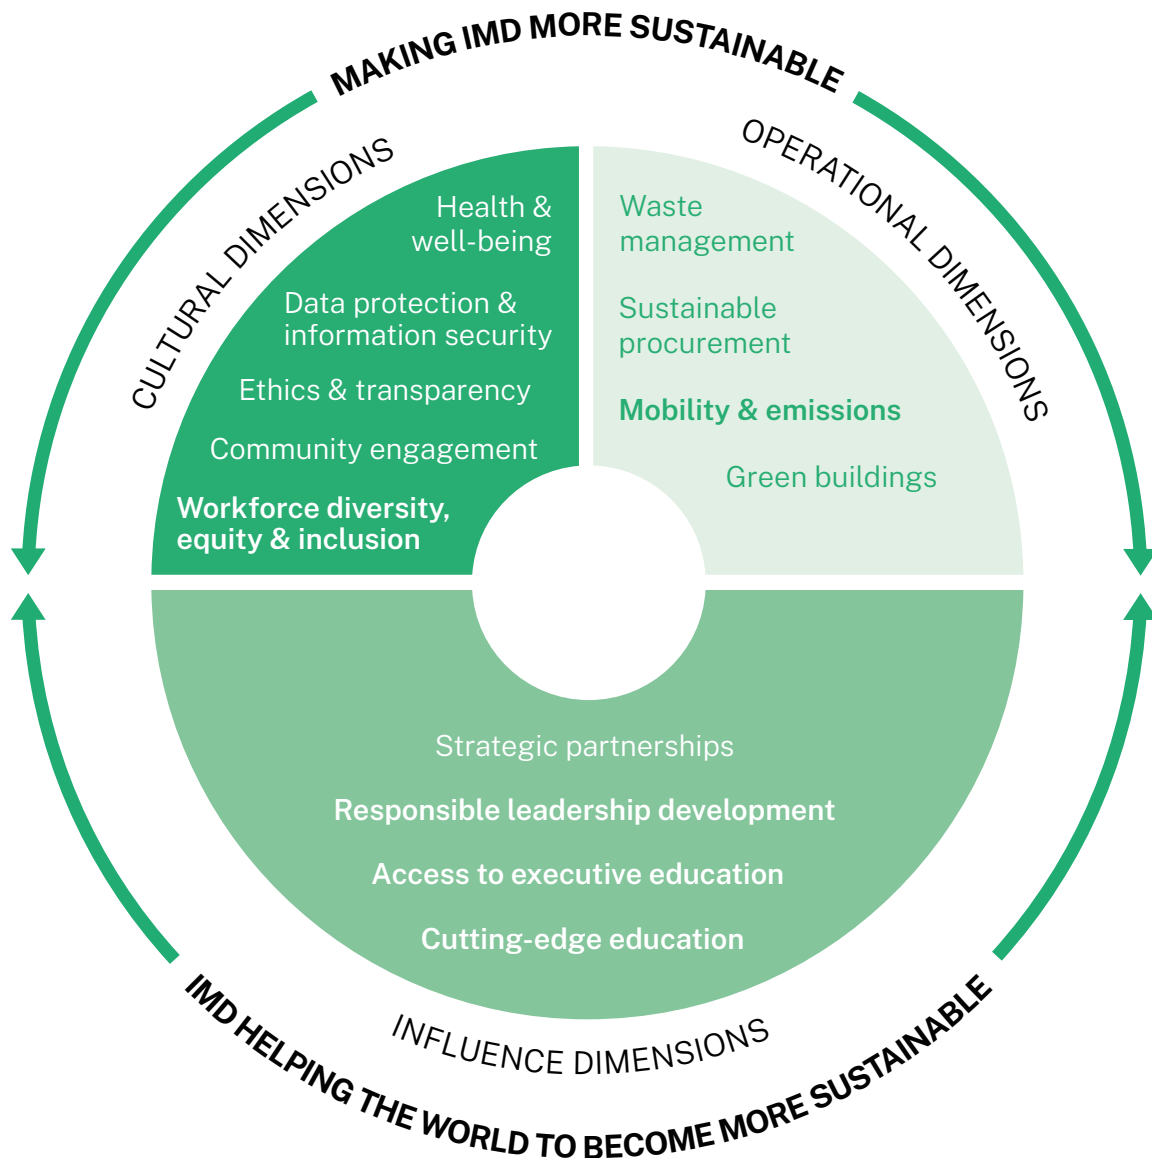 MAKING IMD MORE SUSTAINABLE
CULTURAL DIMENSIONS
Health &
well-being
Data protection &
information security
Ethics & transparency
Community engagement
Workforce diversity,
equity & inclusion
OPERATIONAL DIMENSIONS
Waste
management
Sustainable
procurement
Mobility & emissions
Green buildings
Strategic partnerships
Responsible leadership development
Access to executive education
Cutting-edge education
INFLUENCE DIMENSIONS
IMD HELPING THE WORLD TO BECOME MORE SUSTAINABLE